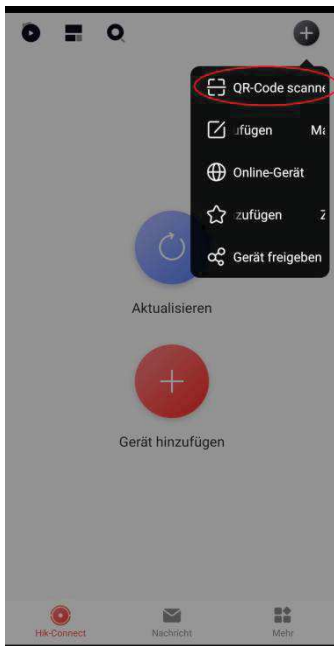 QR-Code scanne
ufügen Ma
Online-Gerät
zufügen Z
Gerät freigeben
Aktualisieren
Gerät hinzufügen
Hik-Connect Nachricht Mehr